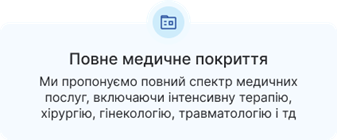 Повне медичне покриття
Ми пропонуємо повний спектр медичних
послуг, включаючи інтенсивну терапію,
хірургію, гінекологію, травматологію і тд